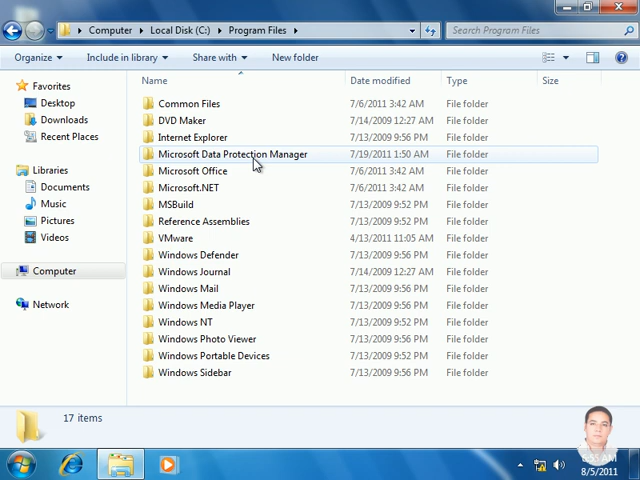 Computer Local Disk (C:) Program Files Search Program Files
Organize Include in library Share with New folder
Name Date modified Type Size
Favorites
Desktop
Downloads
Recent Places
Libraries
Documents
Music
Pictures
Videos
Computer
Network
Common Files 7/6/2011 3:42 AM File folder
DVD Maker 7/14/2009 12:27 AM File folder
Internet Explorer 7/13/2009 9:56 PM File folder
Microsoft Data Protection Manager 7/19/2011 1:50 AM File folder
Microsoft Office 7/6/2011 3:42 AM File folder
Microsoft.NET 7/6/2011 3:42 AM File folder
MSBuild 7/13/2009 9:52 PM File folder
Reference Assemblies 7/13/2009 9:52 PM File folder
VMware 4/13/2011 11:05 AM File folder
Windows Defender 7/13/2009 9:56 PM File folder
Windows Journal 7/14/2009 12:27 AM File folder
Windows Mail 7/13/2009 9:56 PM File folder
Windows Media Player 7/13/2009 9:56 PM File folder
Windows NT 7/13/2009 9:52 PM File folder
Windows Photo Viewer 7/13/2009 9:56 PM File folder
Windows Portable Devices 7/13/2009 9:52 PM File folder
Windows Sidebar 7/13/2009 9:56 PM File folder
17 items
AM
8/5/2011